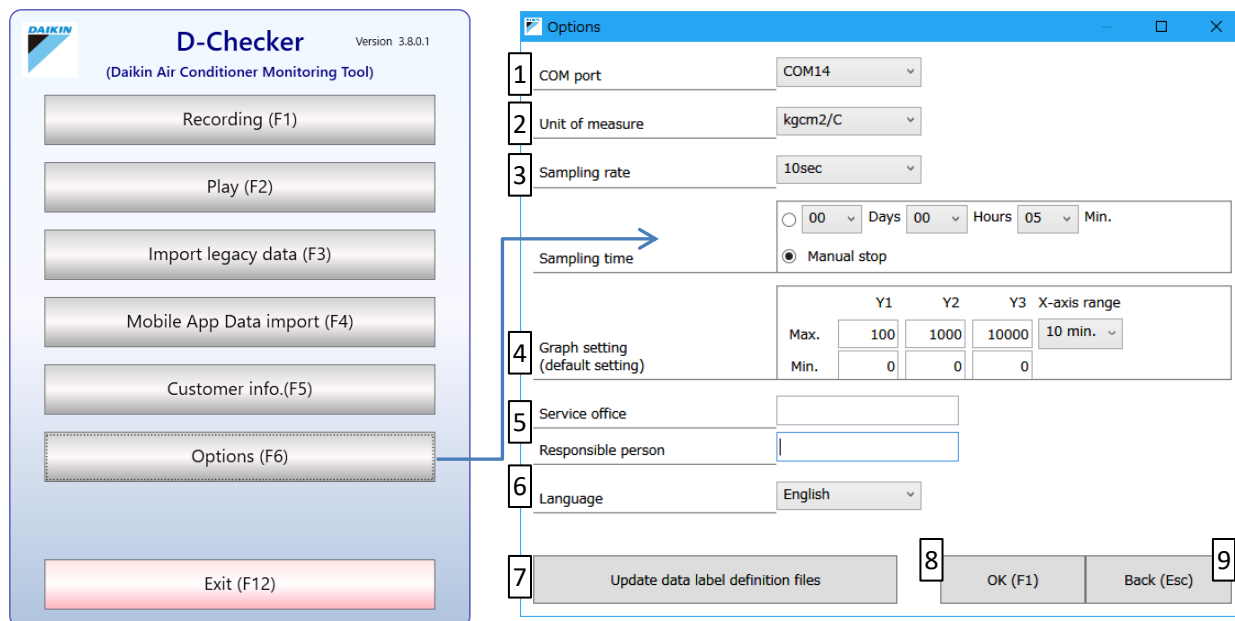 DAIKIN
D-Checker Version 3.8.0.1
(Daikin Air Conditioner Monitoring Tool)
Recording (F1)
Play (F2)
Import legacy data (F3)
Mobile App Data import (F4)
Customer info.(F5)
Options (F6)
Exit (F12)
DAIKIN Options
1 COM port COM14
2 Unit of measure kgcm2/C
3 Sampling rate 10sec
00 Days 00 Hours 05 Min.
Sampling time Manual stop
Y1 Y2 Y3 X-axis range
Max. 100 1000 10000 10 min.
4 Graph setting
(default setting) Min. 0 0 0
5 Service office
Responsible person
6 Language English
7 Update data label definition files 8 OK (F1) Back (Esc) 9